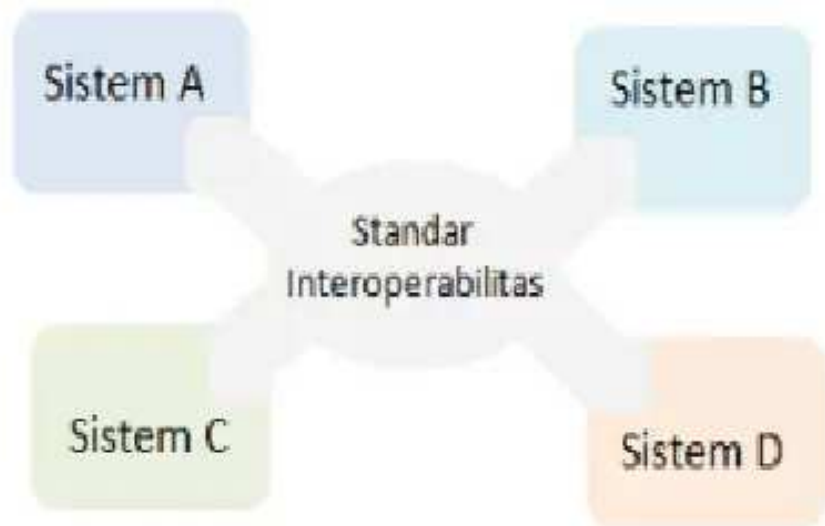 Sistem A
Sistem B
Standar
Interoperabilitas
Sistem C
Sistem D